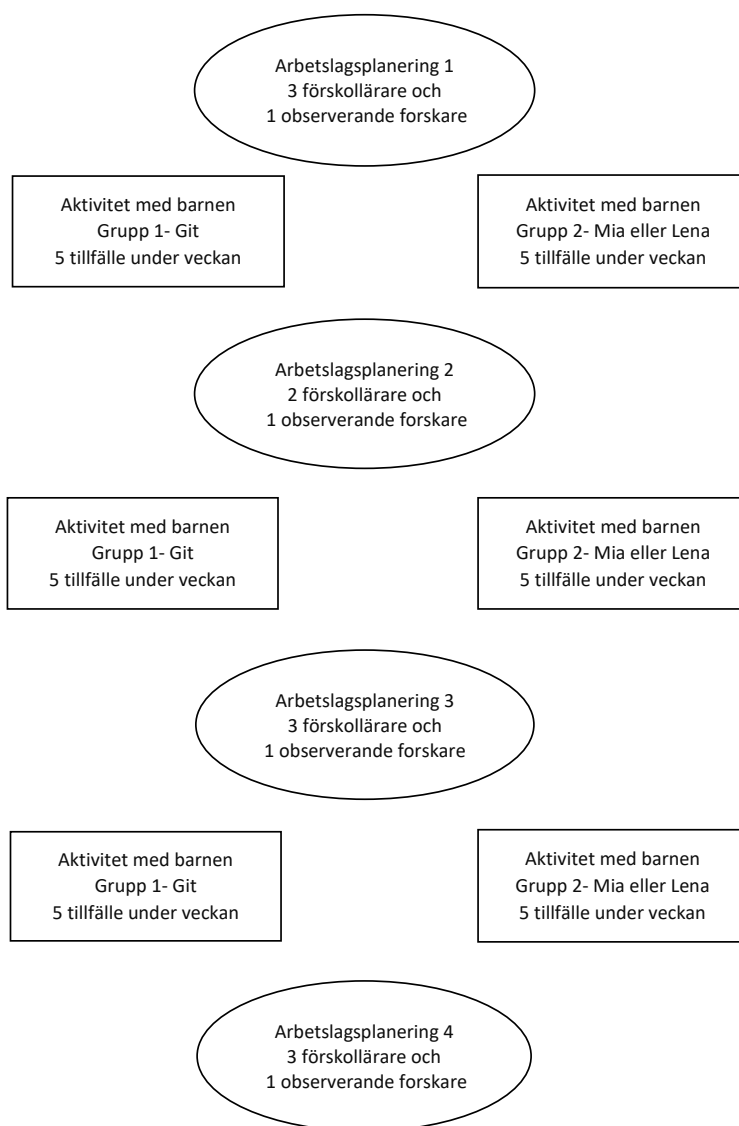 Arbetslagsplanering 1
3 förskollärare och
1 observerande forskare
Aktivitet med barnen
Grupp 1- Git
5 tillfälle under veckan
Aktivitet med barnen
Grupp 2- Mia eller Lena
5 tillfälle under veckan
Arbetslagsplanering 2
2 förskollärare och
1 observerande forskare
Aktivitet med barnen
Grupp 1- Git
5 tillfälle under veckan
Aktivitet med barnen
Grupp 2- Mia eller Lena
5 tillfälle under veckan
Arbetslagsplanering 3
3 förskollärare och
1 observerande forskare
Aktivitet med barnen
Grupp 1- Git
5 tillfälle under veckan
Aktivitet med barnen
Grupp 2- Mia eller Lena
5 tillfälle under veckan
Arbetslagsplanering 4
3 förskollärare och
1 observerande forskare